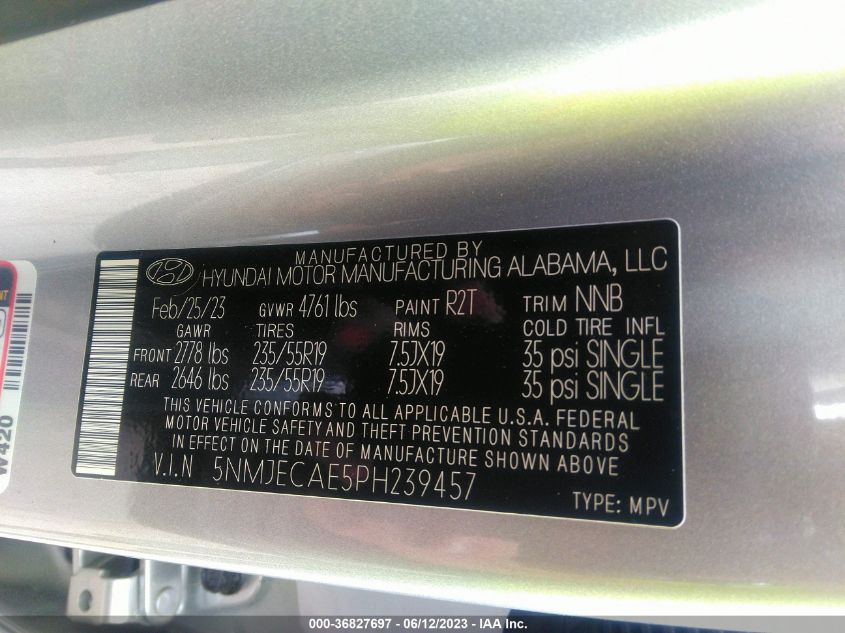 MANUFACTURED BY
HYUNDAI MOTOR MANUFACTURING ALABAMA, LLC
Feb/25/23 GVWR 4761 lbs PAINT R2T TRIM NNB
GAWR TIRES RIMS COLD TIRE INFL
FRONT 2778 lbs 235/55R19 7.5JX19 35 psi SINGLE
REAR 2646 lbs 235/55R19 7.5JX19 35 psi SINGLE
THIS VEHICLE CONFORMS TO ALL APPLICABLE U.S.A. FEDERAL
MOTOR VEHICLE SAFETY AND THEFT PREVENTION STANDARDS
IN EFFECT ON THE DATE OF MANUFACTURE SHOWN ABOVE.
V.I.N 5NMJECAE5PH239457
TYPE: MPV
W420
000-36827697 - 06/12/2023 - IAA Inc.